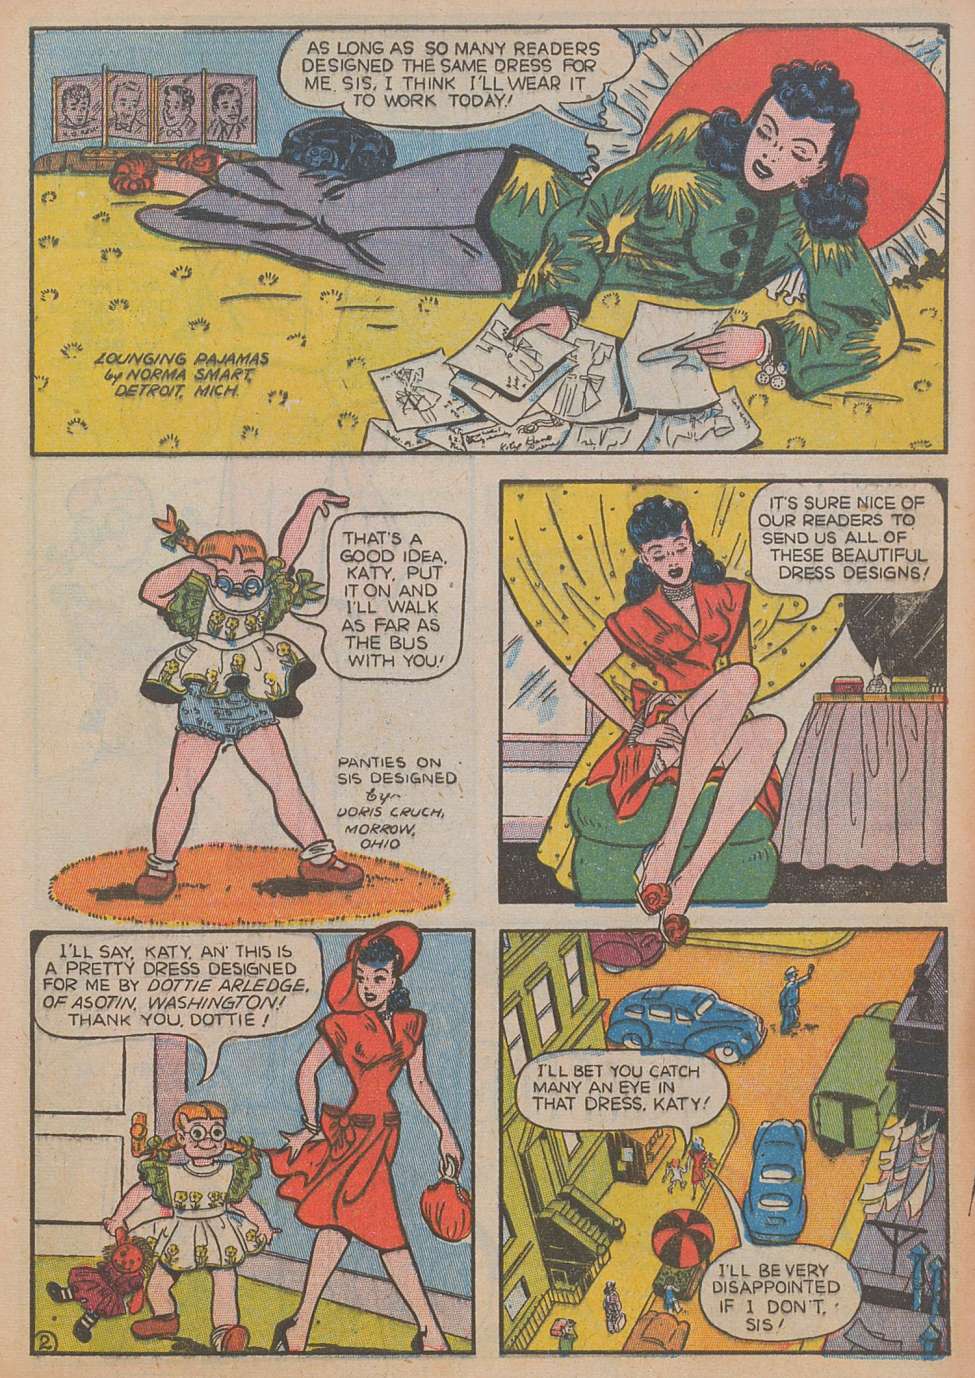 AS LONG AS SO MANY READERS
DESIGNED THE SAME DRESS FOR
ME, SIS, I THINK I'LL WEAR IT
TO WORK TODAY!
LOUNGING PAJAMAS
by NORMA SMART,
DETROIT, MICH.
THAT'S A
GOOD IDEA,
KATY, PUT
IT ON AND
I'LL WALK
AS FAR AS
THE BUS
WITH YOU!
PANTIES ON
SIS DESIGNED
by
DORIS CRUCH,
MORROW,
OHIO
IT'S SURE NICE OF
OUR READERS TO
SEND US ALL OF
THESE BEAUTIFUL
DRESS DESIGNS!
I'LL SAY, KATY, AN' THIS IS
A PRETTY DRESS DESIGNED
FOR ME BY DOTTIE ARLEDGE,
OF ASOTIN, WASHINGTON!
THANK YOU, DOTTIE!
2
I'LL BET YOU CATCH
MANY AN EYE IN
THAT DRESS, KATY!
I'LL BE VERY
DISAPPOINTED
IF I DON'T,
SIS!